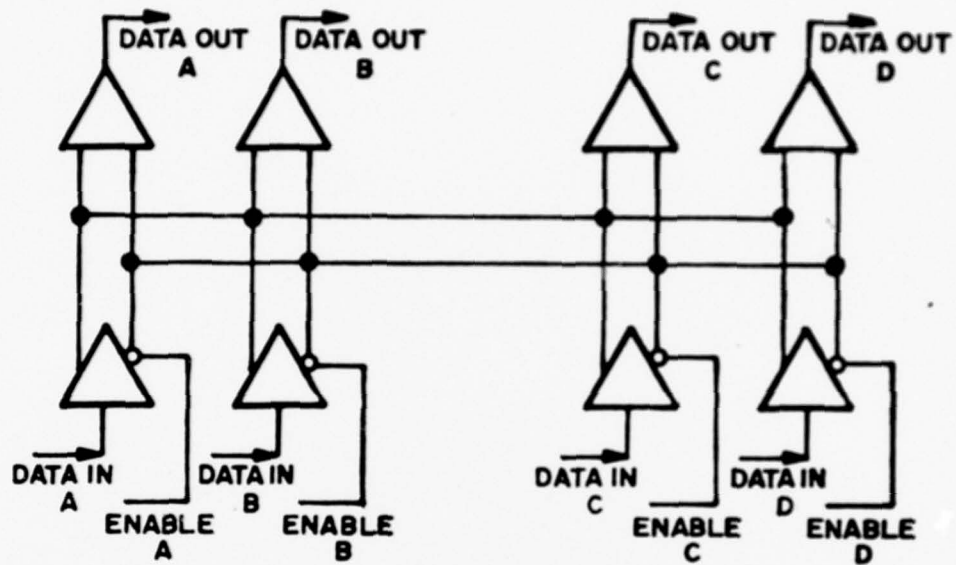 DATA OUT
A
DATA OUT
B
DATA OUT
C
DATA OUT
D
DATA IN
A
ENABLE
A
DATA IN
B
ENABLE
B
DATA IN
C
ENABLE
C
DATA IN
D
ENABLE
D